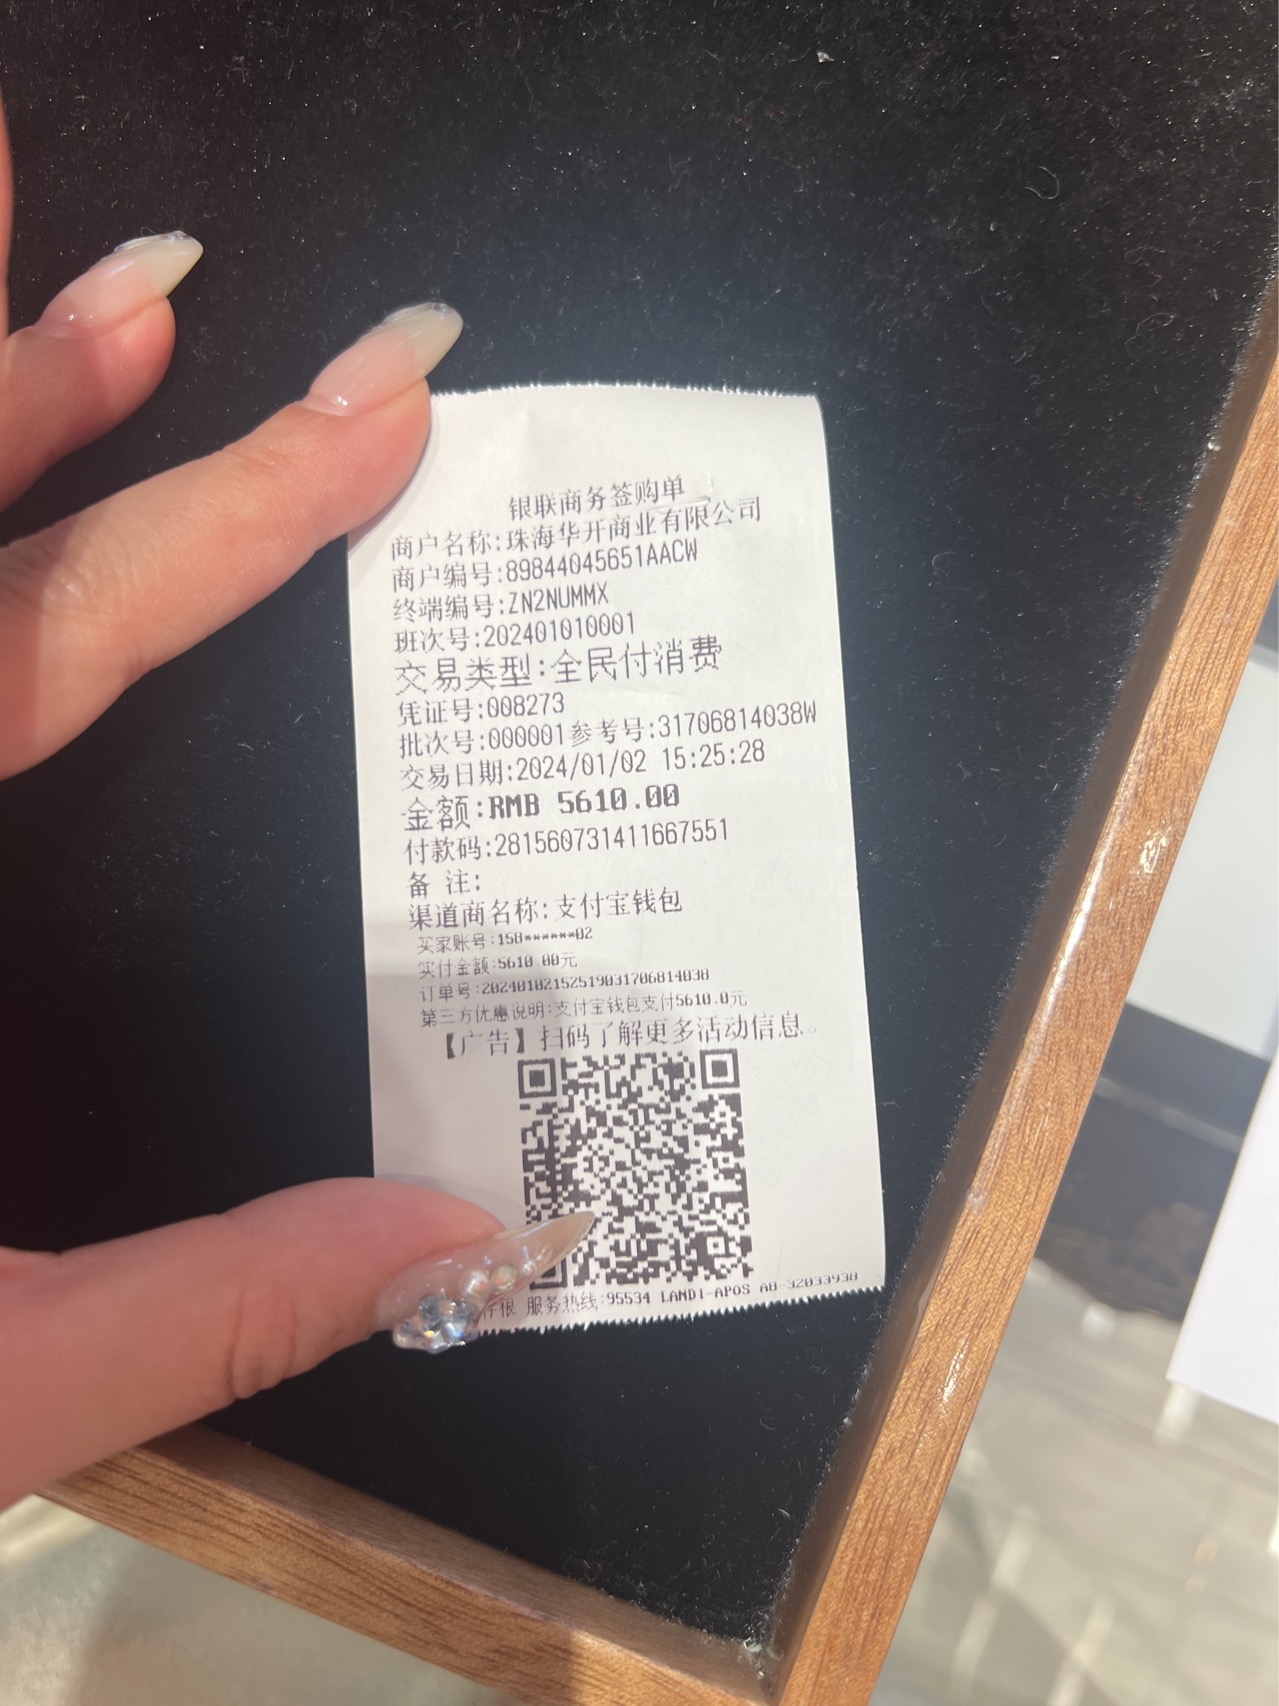 银联商务签购单
商户名称:珠海华开商业有限公司
商户编号:89844045651AACW
终端编号:ZN2NUMMX
班次号:202401010001
交易类型:全民付消费
凭证号:008273
批次号:000001参考号:31706814038W
交易日期:2024/01/02 15:25:28
金额:RMB 5610.00
付款码:281560731411667551
备 注:
渠道商名称:支付宝钱包
买家账号:158******02
实付金额:5610.00元
订单号:20240102152519031706814038
第三方优惠说明:支付宝钱包支付5610.0元
【广告】扫码了解更多活动信息。
服务热线:95534 LANDI-APOS A8-32033938